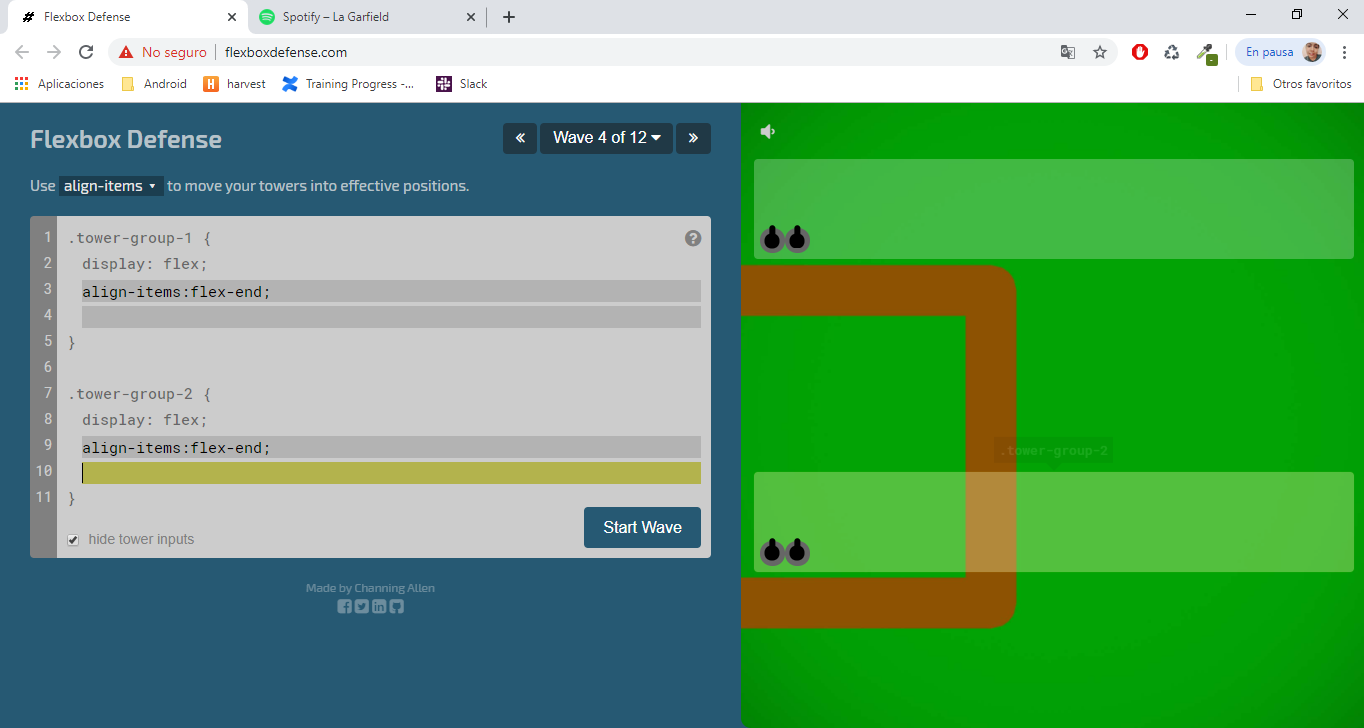 Flexbox Defense
Spotify – La Garfield
No seguro
flexboxdefense.com
En pausa
Aplicaciones
Android
harvest
Training Progress -...
Slack
Otros favoritos
Flexbox Defense
« Wave 4 of 12 »
Use align-items to move your towers into effective positions.
1 .tower-group-1 {
2 display: flex;
3 align-items:flex-end;
4
5 }
6
7 .tower-group-2 {
8 display: flex;
9 align-items:flex-end;
10
11 }
?
hide tower inputs
Start Wave
Made by Channing Allen
.tower-group-2